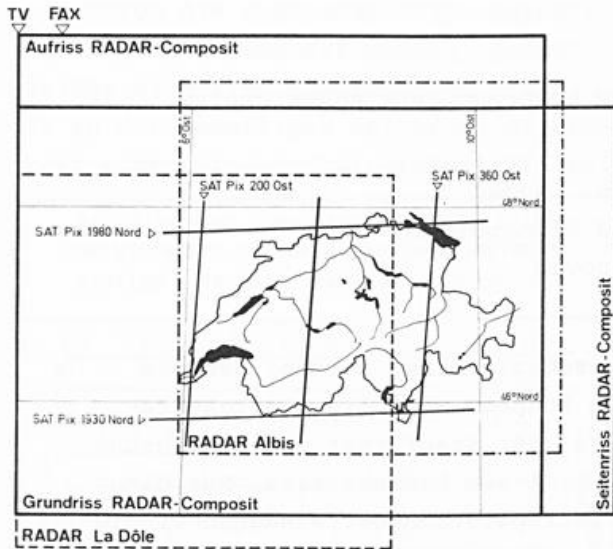 TV FAX
Aufriss RADAR-Composit
6° Ost
10° Ost
SAT Pix 200 Ost
SAT Pix 360 Ost
48° Nord
SAT Pix 1980 Nord
46° Nord
SAT Pix 1930 Nord
RADAR Albis
Seitenriss RADAR-Composit
Grundriss RADAR-Composit
RADAR La Dôle